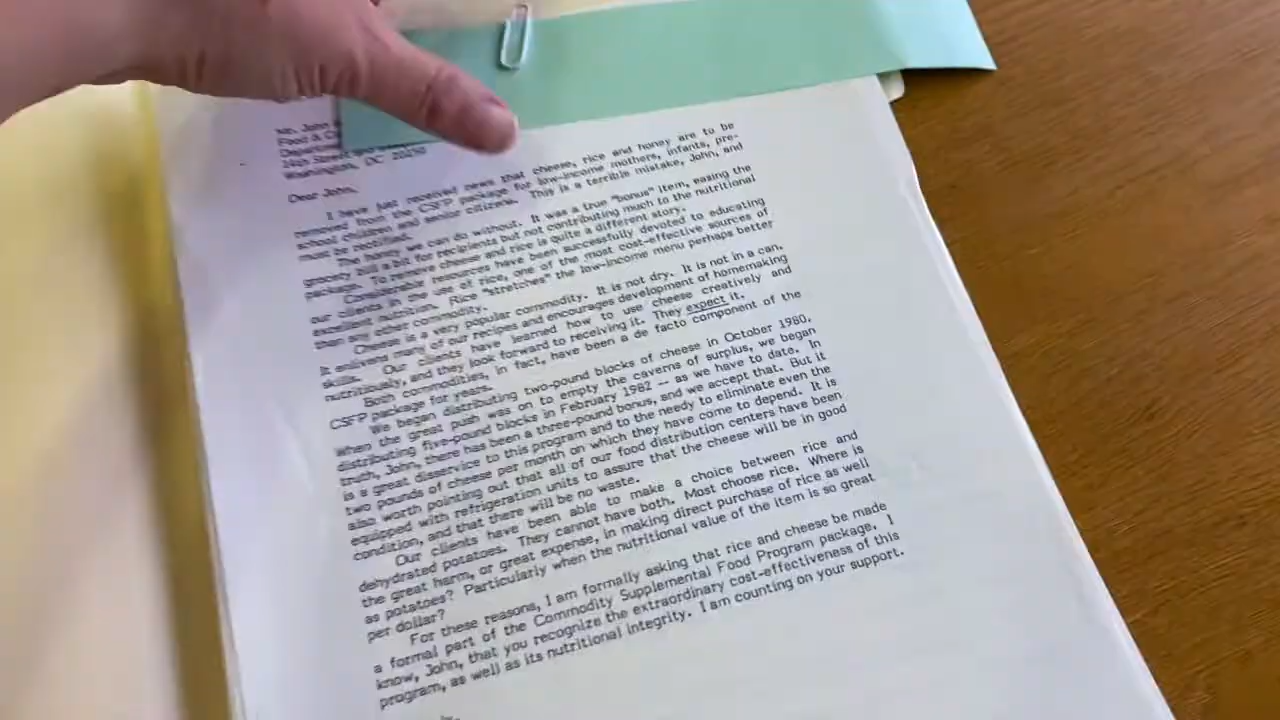 Mr. John
Food &
Washington, DC 20250
Dear John,
I have just received news that cheese, rice and honey are to be
removed from the CSFP package for low-income mothers, infants, pre-
school children and senior citizens. This is a terrible mistake, John, and
must be rectified.
The honey we can do without. It was a true "bonus" item, easing the
grocery bill a bit for recipients but not contributing much to the nutritional
package. To remove cheese and rice is quite a different story.
Considerable resources have been successfully devoted to educating
our clients in the use of rice, one of the most cost-effective sources of
excellent nutrition. Rice "stretches" the low-income menu perhaps better
than any other commodity.
Cheese is a very popular commodity. It is not dry. It is not in a can.
It enlivens many of our recipes and encourages development of homemaking
skills. Our clients have learned how to use cheese creatively and
nutritiously, and they look forward to receiving it. They expect it.
Both commodities, in fact, have been a de facto component of the
CSFP package for years.
We began distributing two-pound blocks of cheese in October 1980,
when the great push was on to empty the caverns of surplus, we began
distributing five-pound blocks in February 1982 -- as we have to date. In
truth, John, there has been a three-pound bonus, and we accept that. But it
is a great disservice to this program and to the needy to eliminate even the
two pounds of cheese per month on which they have come to depend. It is
also worth pointing out that all of our food distribution centers have been
equipped with refrigeration units to assure that the cheese will be in good
condition, and that there will be no waste.
Our clients have been able to make a choice between rice and
dehydrated potatoes. They cannot have both. Most choose rice. Where is
the great harm, or great expense, in making direct purchase of rice as well
as potatoes? Particularly when the nutritional value of the item is so great
per dollar?
For these reasons, I am formally asking that rice and cheese be made
a formal part of the Commodity Supplemental Food Program package. I
know, John, that you recognize the extraordinary cost-effectiveness of this
program, as well as its nutritional integrity. I am counting on your support.